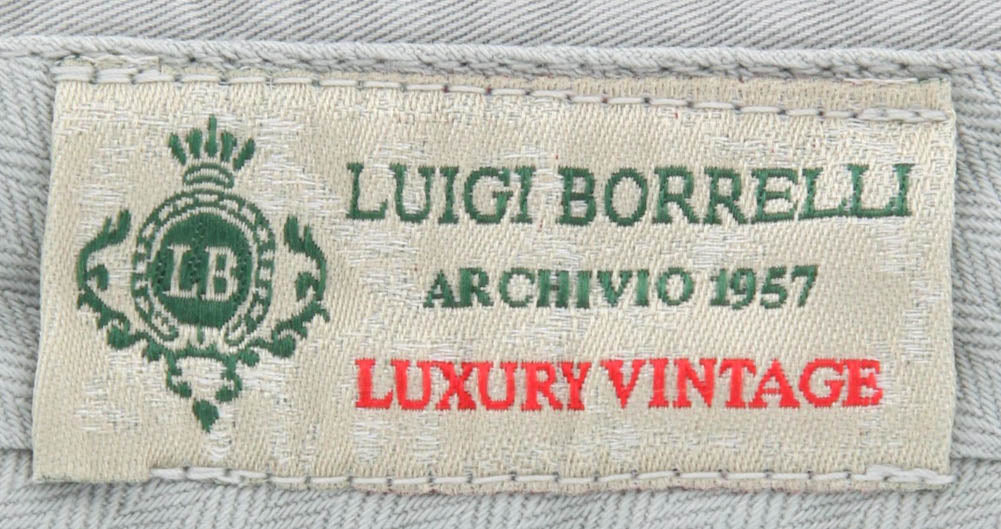 LB
LUIGI BORRELLI
ARCHIVIO 1957
LUXURY VINTAGE